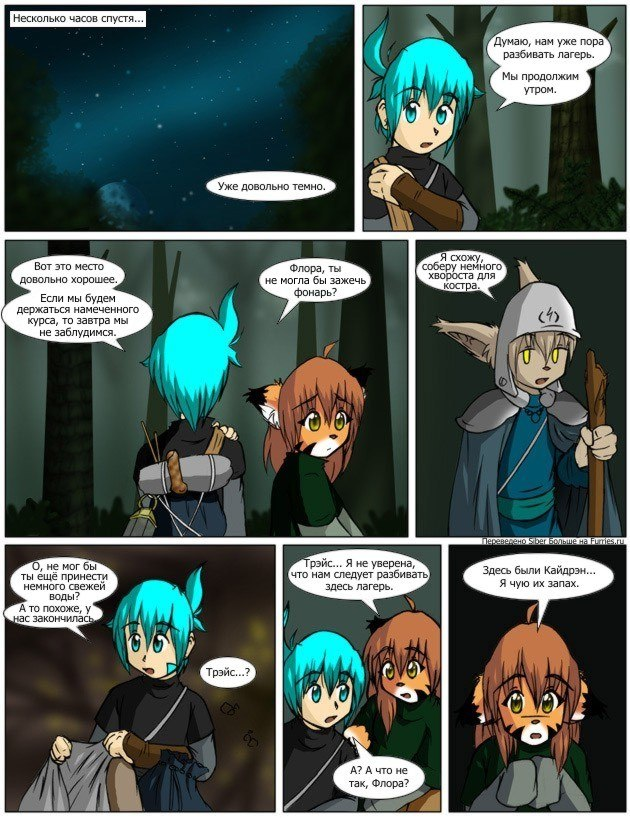 Несколько часов спустя...
Уже довольно темно.
Думаю, нам уже пора
разбивать лагерь.
Мы продолжим
утром.
Вот это место
довольно хорошее.
Если мы будем
держаться намеченного
курса, то завтра мы
не заблудимся.
Флора, ты
не могла бы зажечь
фонарь?
Я схожу,
соберу немного
хвороста для
костра.
Переведено Siber Больше на Furries.ru
О, не мог бы
ты ещё принести
немного свежей
воды?
А то похоже, у
нас закончилась
Трэйс...?
Трэйс... Я не уверена,
что нам следует разбивать
здесь лагерь.
А? А что не
так, Флора?
Здесь были Кайдрэн...
Я чую их запах.